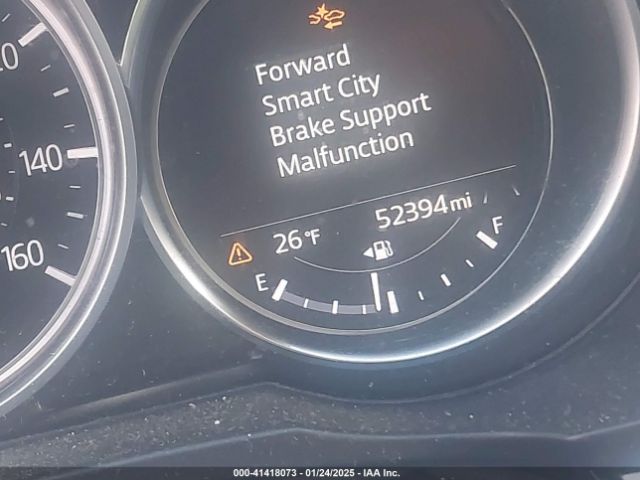 Forward
Smart City
Brake Support
Malfunction
140
160
26°F
52394mi
E
F
000-41418073 - 01/24/2025 - IAA Inc.